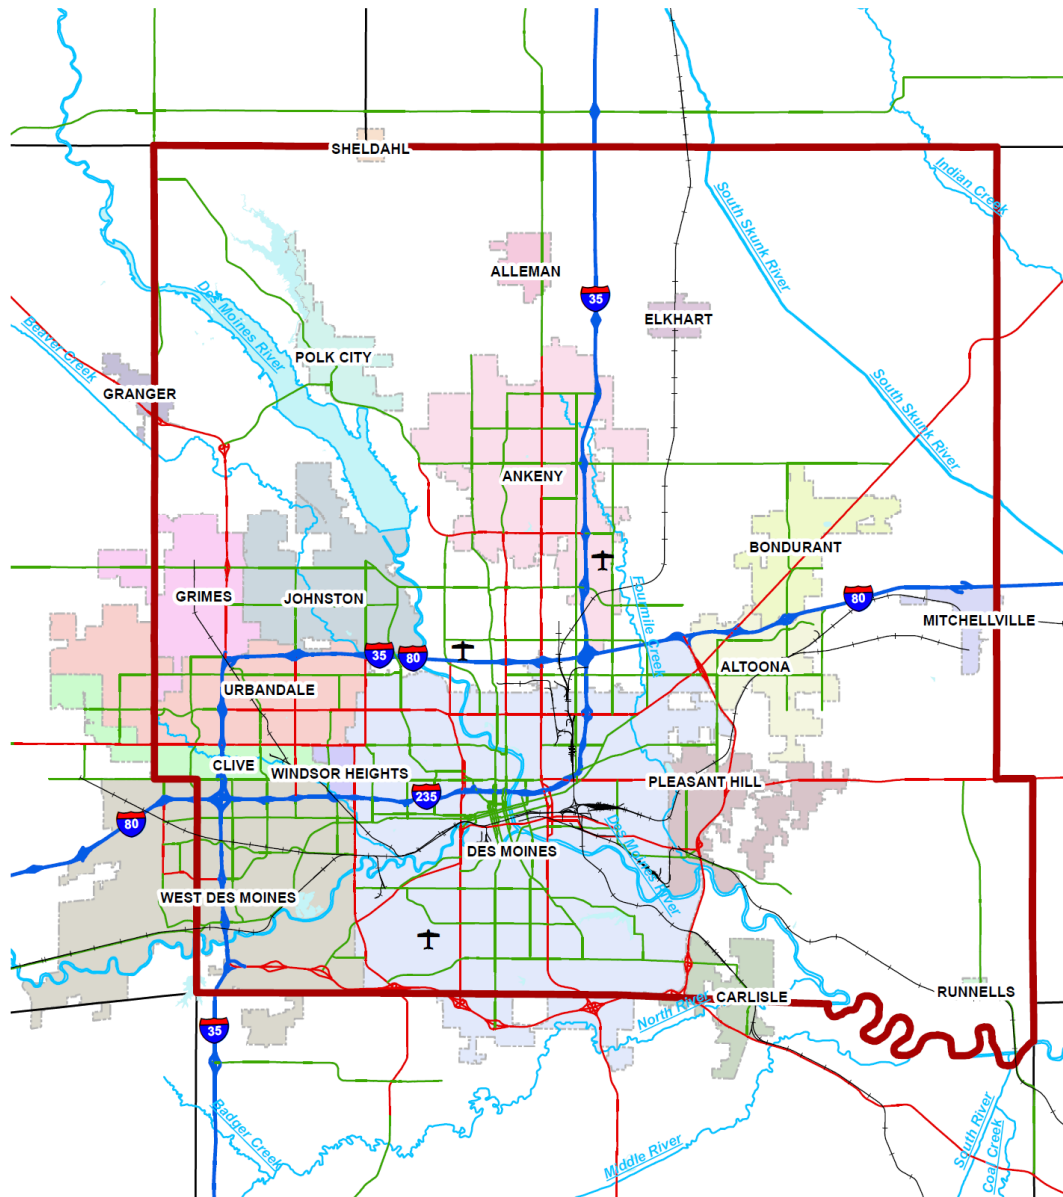 SHELDAHL
Indian Creek
South Skunk River
ALLEMAN
Des Moines River
35
ELKHART
Beaver Creek
POLK CITY
GRANGER
South Skunk River
ANKENY
BONDURANT
Fourmile Creek
GRIMES
JOHNSTON
80
MITCHELLVILLE
35
80
ALTOONA
URBANDALE
CLIVE
WINDSOR HEIGHTS
PLEASANT HILL
235
80
DES MOINES
Des Moines River
WEST DES MOINES
North River
CARLISLE
RUNNELLS
35
Badger Creek
Middle River
South River
Coal Creek